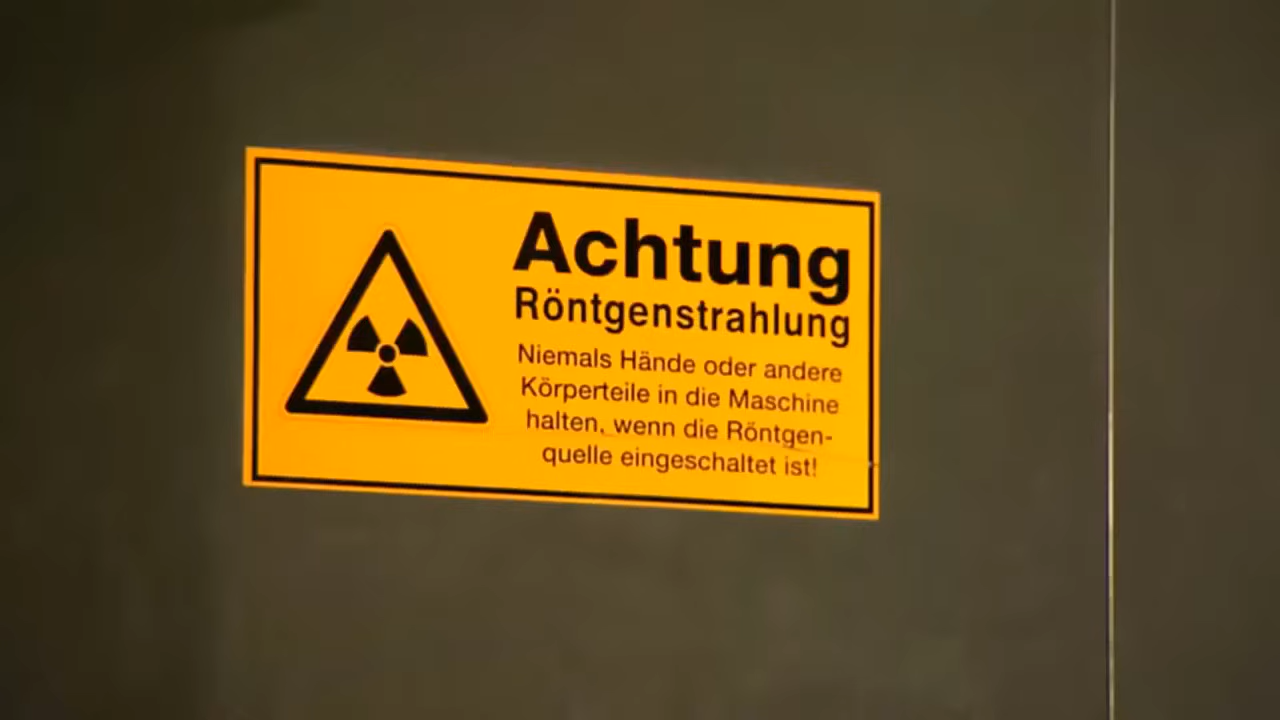 Achtung
Röntgenstrahlung
Niemals Hände oder andere
Körperteile in die Maschine
halten, wenn die Röntgen-
quelle eingeschaltet ist!